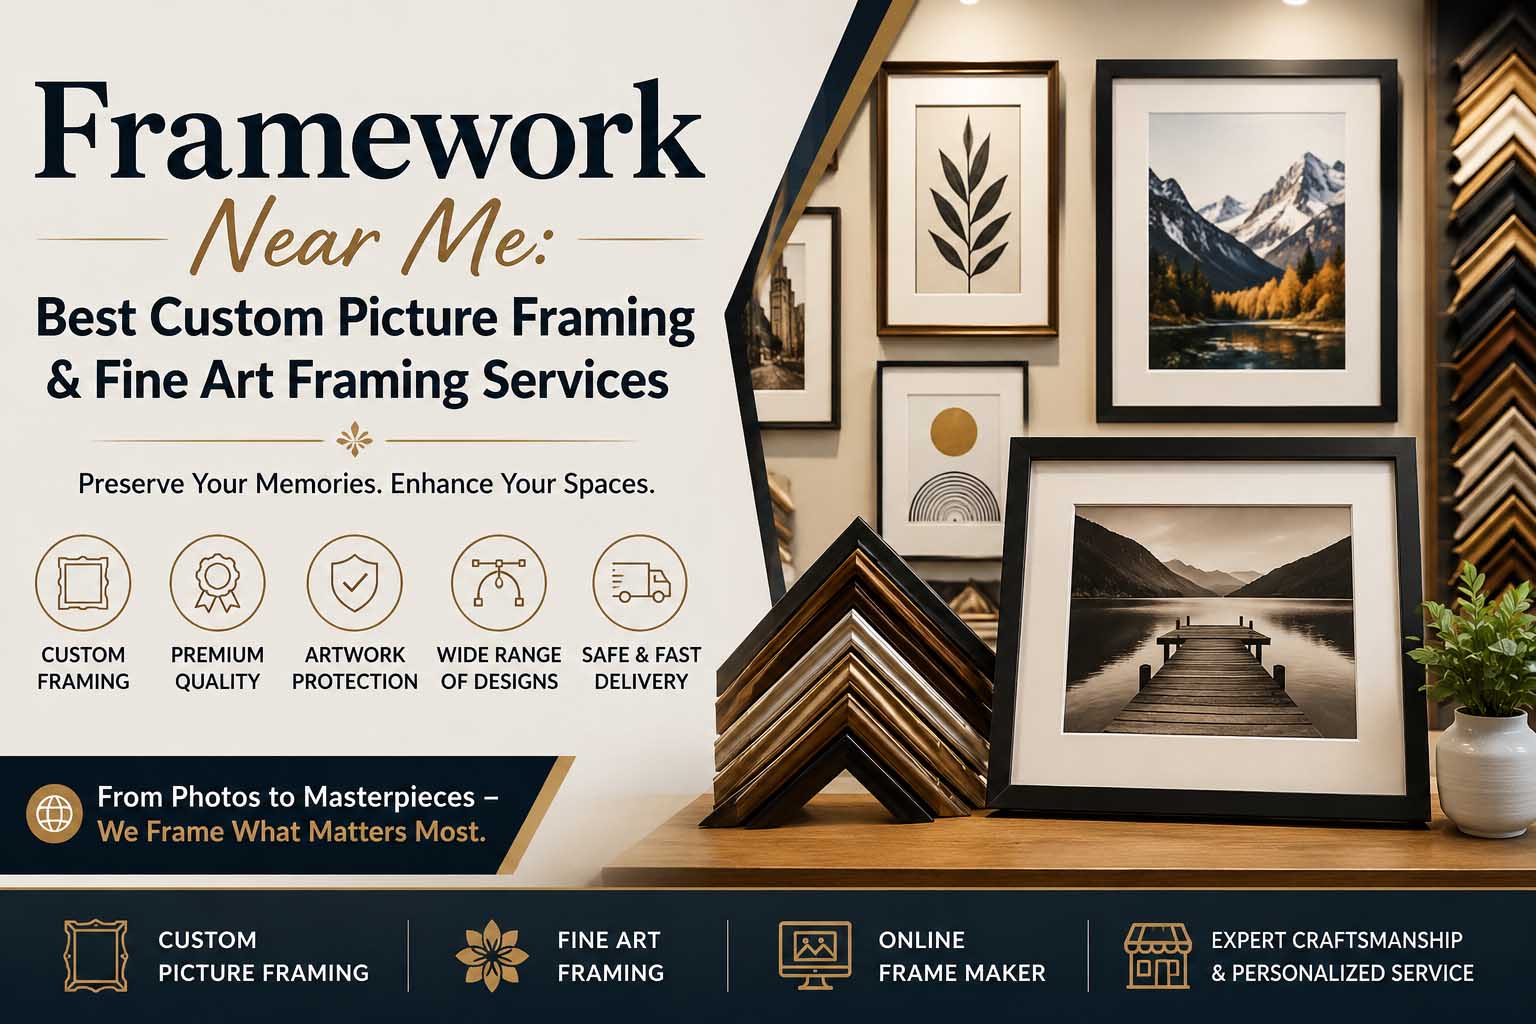 Framework
Near Me:
Best Custom Picture Framing
& Fine Art Framing Services
Preserve Your Memories. Enhance Your Spaces.
CUSTOM
FRAMING
PREMIUM
QUALITY
ARTWORK
PROTECTION
WIDE RANGE
OF DESIGNS
SAFE & FAST
DELIVERY
From Photos to Masterpieces –
We Frame What Matters Most.
CUSTOM
PICTURE FRAMING
FINE ART
FRAMING
ONLINE
FRAME MAKER
EXPERT CRAFTSMANSHIP
& PERSONALIZED SERVICE